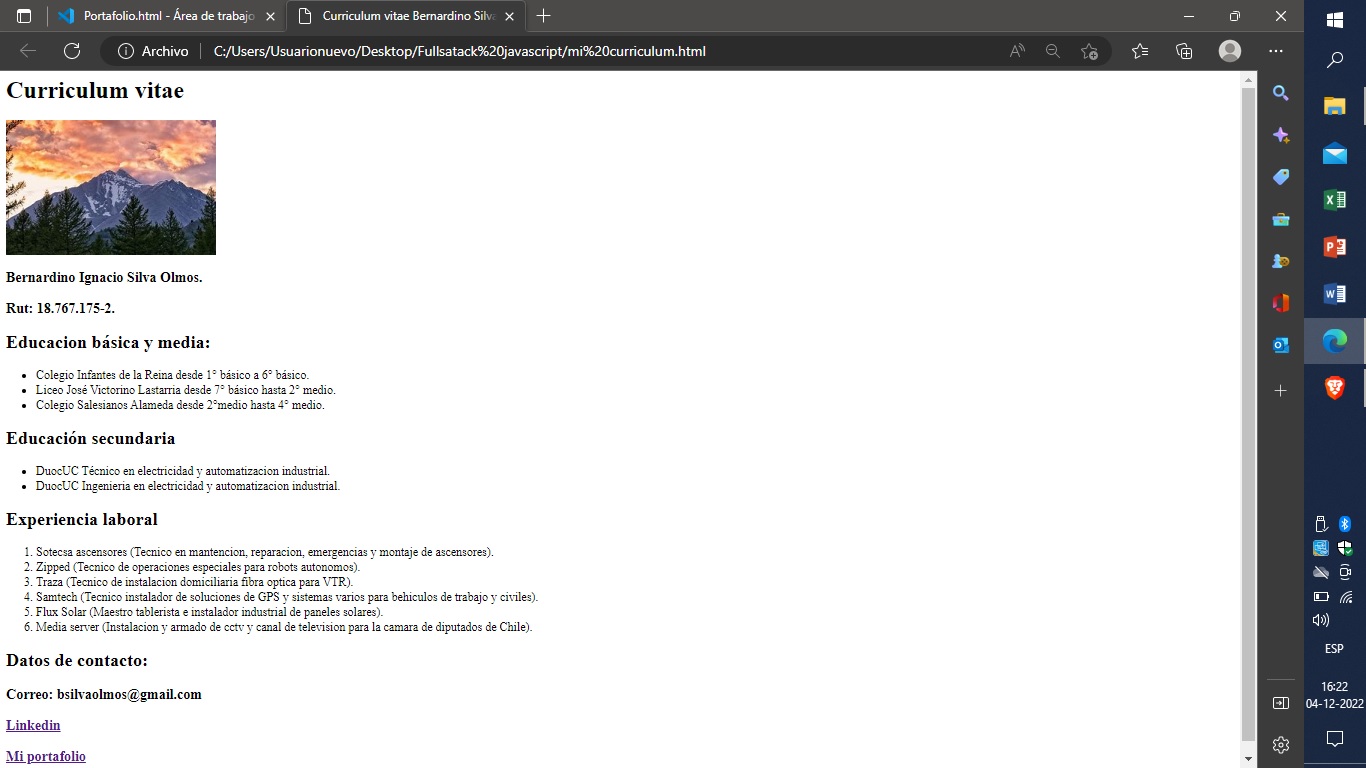 Portafolio.html - Área de trabajo
Curriculum vitae Bernardino Silva
Archivo
C:/Users/Usuarionuevo/Desktop/Fullsatack%20javascript/mi%20curriculum.html
Curriculum vitae
Bernardino Ignacio Silva Olmos.
Rut: 18.767.175-2.
Educacion básica y media:
• Colegio Infantes de la Reina desde 1° básico a 6° básico.
• Liceo José Victorino Lastarria desde 7° básico hasta 2° medio.
• Colegio Salesianos Alameda desde 2°medio hasta 4° medio.
Educación secundaria
• DuocUC Técnico en electricidad y automatizacion industrial.
• DuocUC Ingenieria en electricidad y automatizacion industrial.
Experiencia laboral
1. Sotecsa ascensores (Tecnico en mantencion, reparacion, emergencias y montaje de ascensores).
2. Zipped (Tecnico de operaciones especiales para robots autonomos).
3. Traza (Tecnico de instalacion domiciliaria fibra optica para VTR).
4. Samtech (Tecnico instalador de soluciones de GPS y sistemas varios para behiculos de trabajo y civiles).
5. Flux Solar (Maestro tablerista e instalador industrial de paneles solares).
6. Media server (Instalacion y armado de cctv y canal de television para la camara de diputados de Chile).
Datos de contacto:
Correo: bsilvaolmos@gmail.com
Linkedin
Mi portafolio
ESP
16:22
04-12-2022